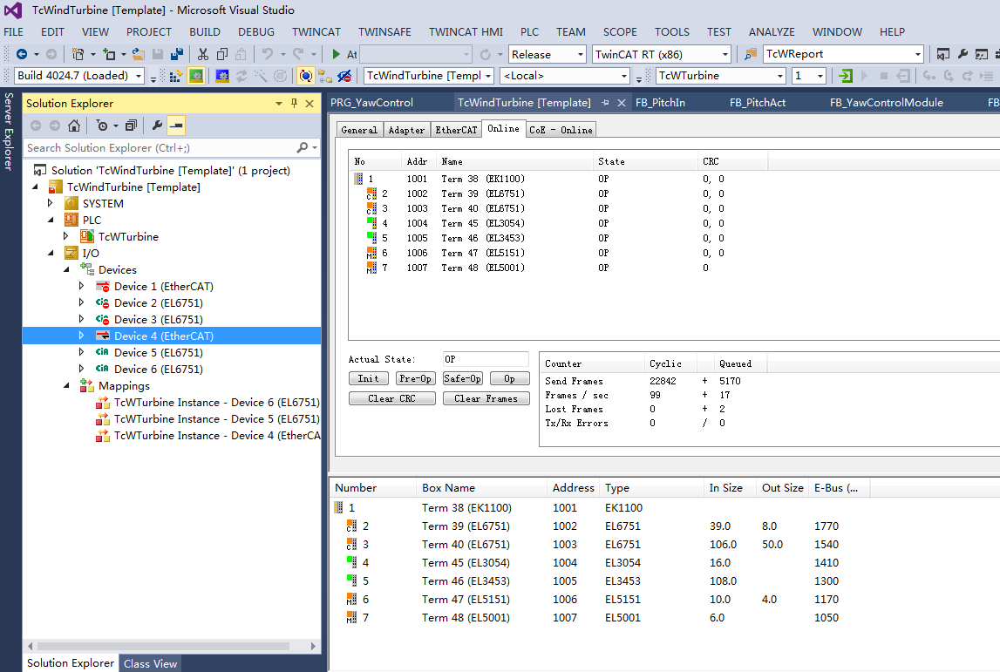 TcWindTurbine [Template] - Microsoft Visual Studio
FILE EDIT VIEW PROJECT BUILD DEBUG TWINCAT TWINSAFE TWINCAT HMI PLC TEAM SCOPE TOOLS TEST ANALYZE WINDOW HELP
At Release TwinCAT RT (x86) TcWReport
Build 4024.7 (Loaded) TcWindTurbine [Templ <Local> TcWTurbine 1
Server Explorer
Solution Explorer
PRG_YawControl TcWindTurbine [Template] FB_PitchIn FB_PitchAct FB_YawControlModule FB
Search Solution Explorer (Ctrl+;)
Solution 'TcWindTurbine [Template]' (1 project)
TcWindTurbine [Template]
SYSTEM
PLC
TcWTurbine
I/O
Devices
Device 1 (EtherCAT)
Device 2 (EL6751)
Device 3 (EL6751)
Device 4 (EtherCAT)
Device 5 (EL6751)
Device 6 (EL6751)
Mappings
TcWTurbine Instance - Device 6 (EL6751)
TcWTurbine Instance - Device 5 (EL6751)
TcWTurbine Instance - Device 4 (EtherCA
Solution Explorer Class View
General Adapter EtherCAT Online CoE - Online
No Addr Name State CRC
1 1001 Term 38 (EK1100) OP 0, 0
2 1002 Term 39 (EL6751) OP 0, 0
3 1003 Term 40 (EL6751) OP 0, 0
4 1004 Term 45 (EL3054) OP 0, 0
5 1005 Term 46 (EL3453) OP 0, 0
6 1006 Term 47 (EL5151) OP 0, 0
7 1007 Term 48 (EL5001) OP 0
Actual State: OP
Init Pre-Op Safe-Op Op
Clear CRC Clear Frames
Counter Cyclic Queued
Send Frames 22842 + 5170
Frames / sec 99 + 17
Lost Frames 0 + 2
Tx/Rx Errors 0 / 0
Number Box Name Address Type In Size Out Size E-Bus (...
1 Term 38 (EK1100) 1001 EK1100
2 Term 39 (EL6751) 1002 EL6751 39.0 8.0 1770
3 Term 40 (EL6751) 1003 EL6751 106.0 50.0 1540
4 Term 45 (EL3054) 1004 EL3054 16.0 1410
5 Term 46 (EL3453) 1005 EL3453 108.0 1300
6 Term 47 (EL5151) 1006 EL5151 10.0 4.0 1170
7 Term 48 (EL5001) 1007 EL5001 6.0 1050